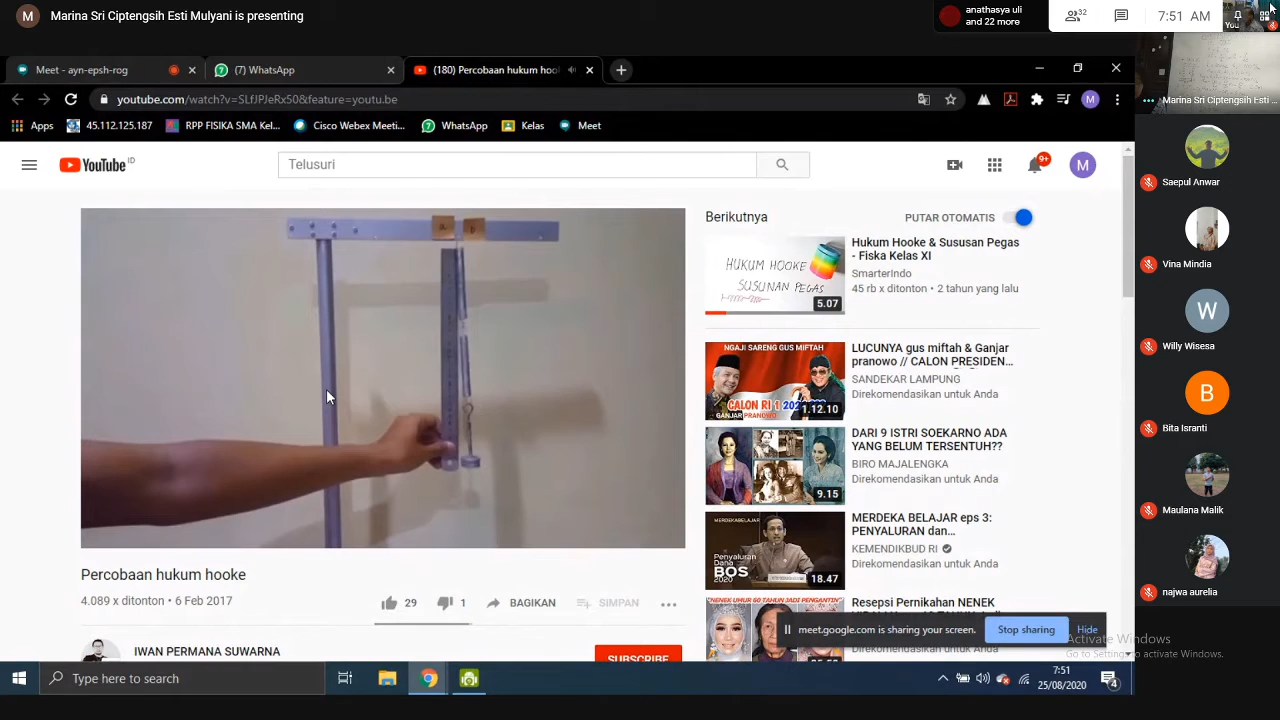 M Marina Sri Ciptengsih Esti Mulyani is presenting
anathasya uli
and 22 more
32
7:51 AM
You
Meet - ayn-epsh-rog
(7) WhatsApp
(180) Percobaan hukum hoo
youtube.com/watch?v=SLfJPJeRx50&feature=youtu.be
M
Apps
45.112.125.187
RPP FISIKA SMA Kel...
Cisco Webex Meeti...
WhatsApp
Kelas
Meet
YouTube ID
Telusuri
9+
M
Berikutnya
PUTAR OTOMATIS
HUKUM HOOKE
SUSUNAN PEGAS
5.07
Hukum Hooke & Susunan Pegas
- Fiska Kelas XI
SmarterIndo
45 rb x ditonton • 2 tahun yang lalu
NGAJI SARENG GUS MIFTAH
CALON RI 1
GANJAR PRANOWO
1.12.10
LUCUNYA gus miftah & Ganjar
pranowo // CALON PRESIDEN...
SANDEKAR LAMPUNG
Direkomendasikan untuk Anda
9.15
DARI 9 ISTRI SOEKARNO ADA
YANG BELUM TERSENTUH??
BIRO MAJALENGKA
Direkomendasikan untuk Anda
MERDEKABELAJAR
Penyaluran
Dana
BOS
2020
18.47
MERDEKA BELAJAR eps 3:
PENYALURAN dan...
KEMENDIKBUD RI
Direkomendasikan untuk Anda
"NENEK UMUR 60 TAHUN JADI PENGANTIN"
Resepsi Pernikahan NENEK
A
Percobaan hukum hooke
4.089 x ditonton • 6 Feb 2017
29
1
BAGIKAN
SIMPAN
IWAN PERMANA SUWARNA
SUBSCRIBE
meet.google.com is sharing your screen.
Stop sharing
Hide
Marina Sri Ciptengsih Esti ...
Saepul Anwar
Vina Mindia
W
Willy Wisesa
B
Bita Isranti
Maulana Malik
najwa aurelia
Activate Windows
Go to Settings to activate Windows.
Type here to search
7:51
25/08/2020
4